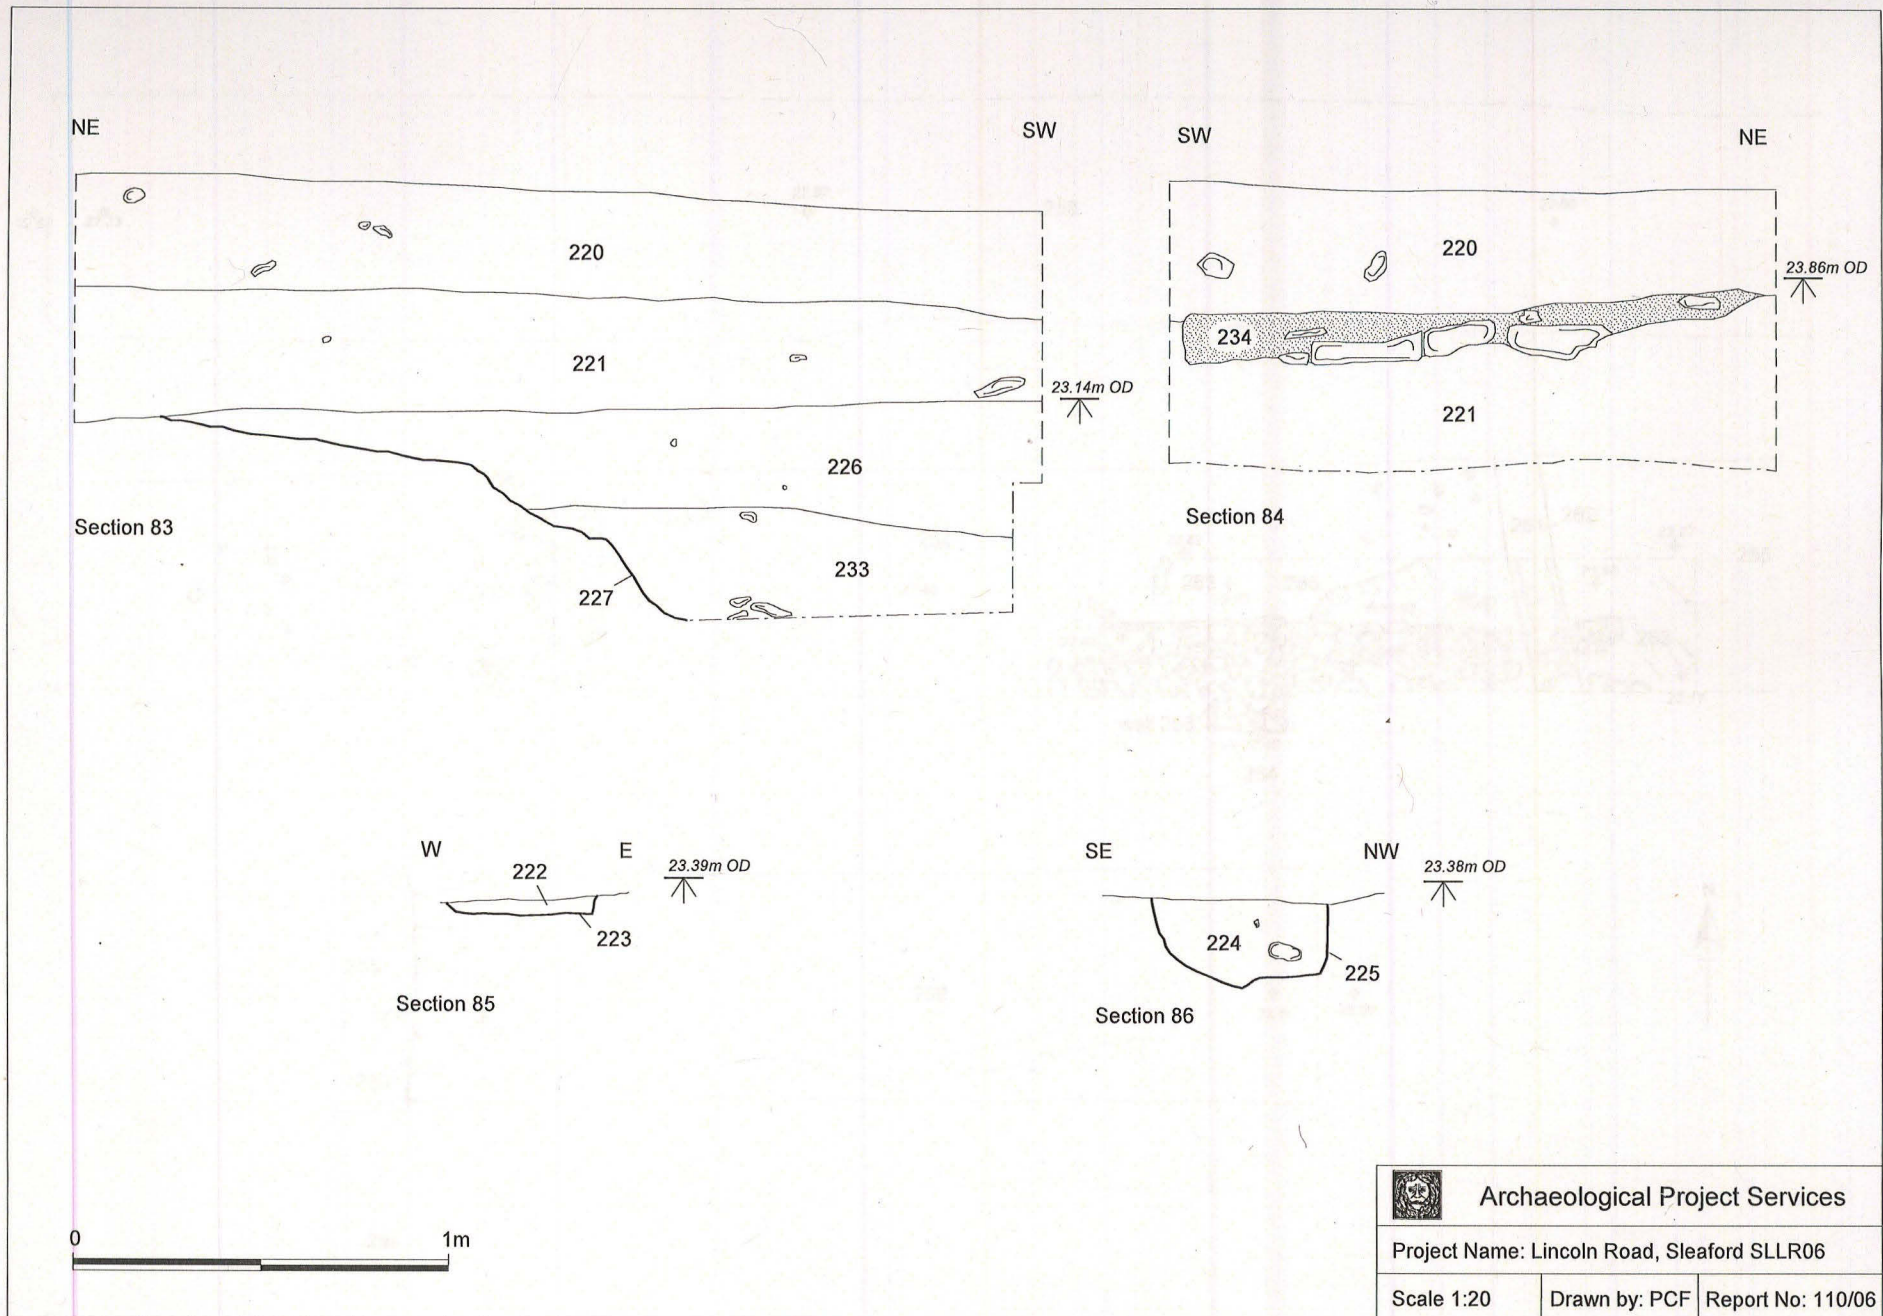 NE
SW
220
221
23.14m OD
226
233
227
Section 83
SW
NE
220
23.86m OD
234
221
Section 84
W
E
23.39m OD
222
223
Section 85
SE
NW
23.38m OD
224
225
Section 86
0
1m
Archaeological Project Services
Project Name: Lincoln Road, Sleaford SLLR06
Scale 1:20
Drawn by: PCF
Report No: 110/06